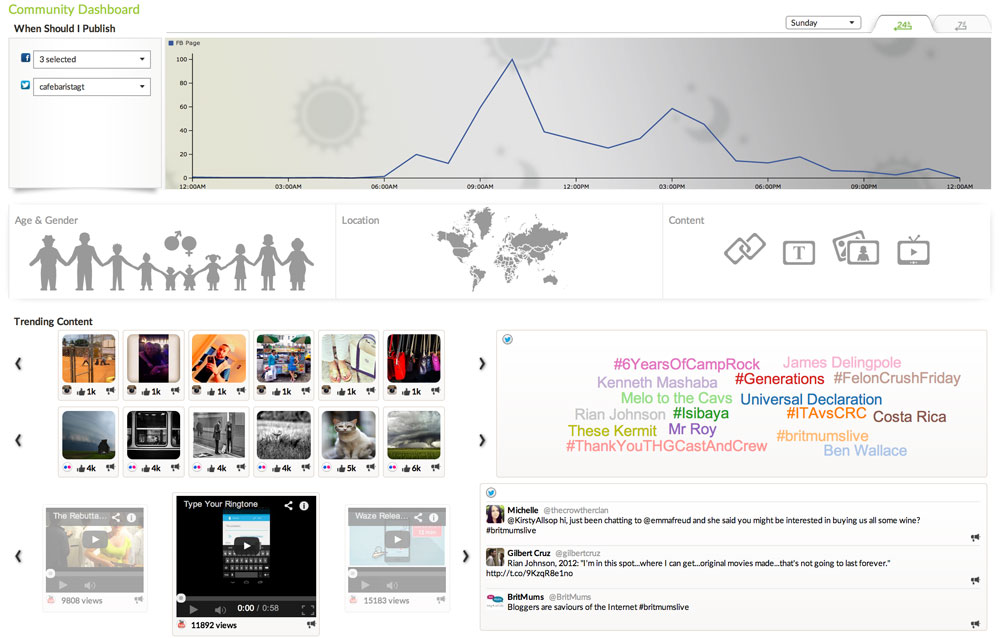 Community Dashboard
When Should I Publish
Sunday
24h
FB Page
3 selected
cafebaristagt
100
80
60
40
20
0
12:00AM 03:00AM 06:00AM 09:00AM 12:00PM 03:00PM 06:00PM 09:00PM 12:00AM
Age & Gender
Location
Content
T
Trending Content
1k 1k 1k 1k 1k 1k
4k 4k 4k 4k 5k 6k
#6YearsOfCampRock James Delingpole
Kenneth Mashaba #Generations #FelonCrushFriday
Melo to the Cavs Universal Declaration
Rian Johnson #Isibaya #ITAvsCRC Costa Rica
These Kermit Mr Roy #britmumslive
#ThankYouTHGCastAndCrew Ben Wallace
The Rebutta...
9808 views
Type Your Ringtone
0:00 / 0:58
11892 views
Waze Relea...
15183 views
Michelle @thecrowtherclan
@KirstyAllsop hi, just been chatting to @emmafreud and she said you might be interested in buying us all some wine?
#britmumslive
Gilbert Cruz @gilbertcruz
Rian Johnson, 2012: "I'm in this spot...where I can get...original movies made...that's not going to last forever."
http://t.co/9KzqR8e1no
BritMums @BritMums
Bloggers are saviours of the Internet #britmumslive